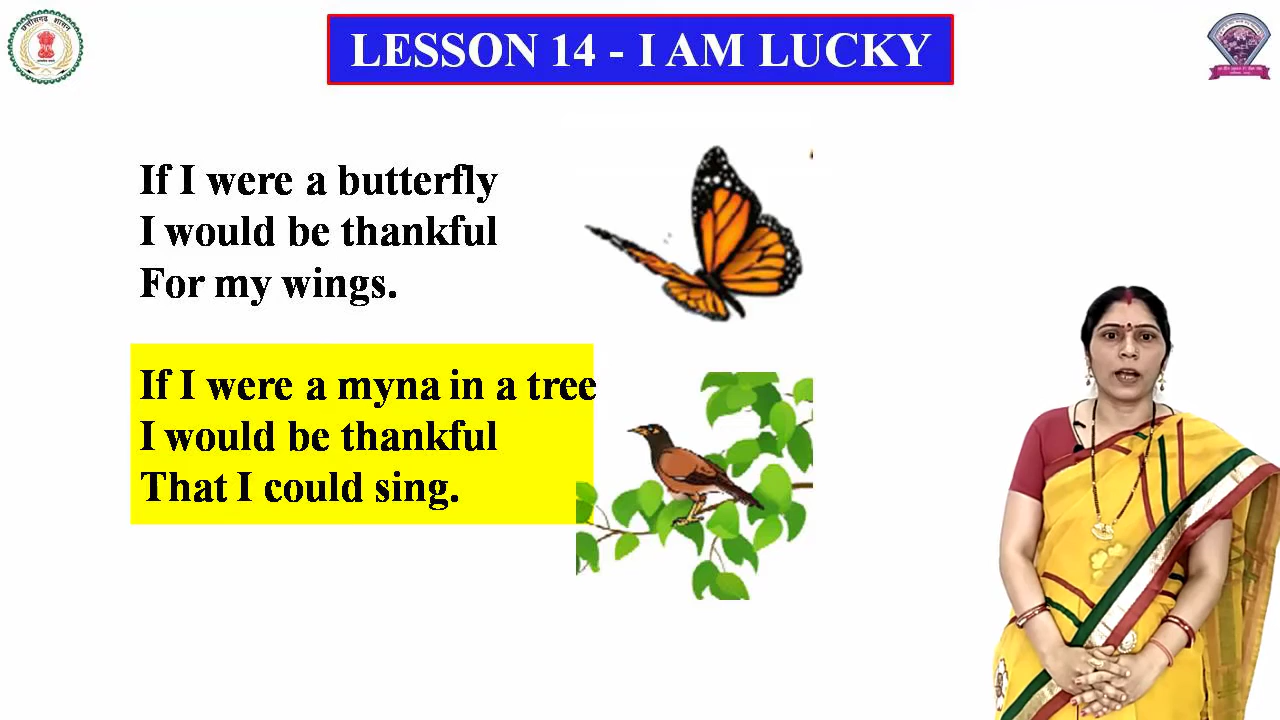 LESSON 14 - I AM LUCKY
If I were a butterfly
I would be thankful
For my wings.
If I were a myna in a tree
I would be thankful
That I could sing.